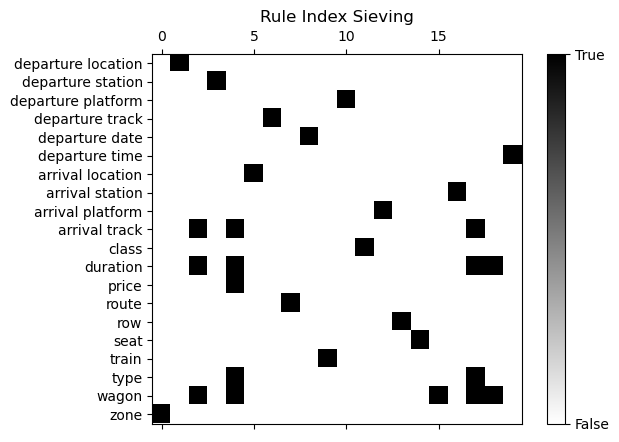 Rule Index Sieving
0 5 10 15
departure location
departure station
departure platform
departure track
departure date
departure time
arrival location
arrival station
arrival platform
arrival track
class
duration
price
route
row
seat
train
type
wagon
zone
True
False